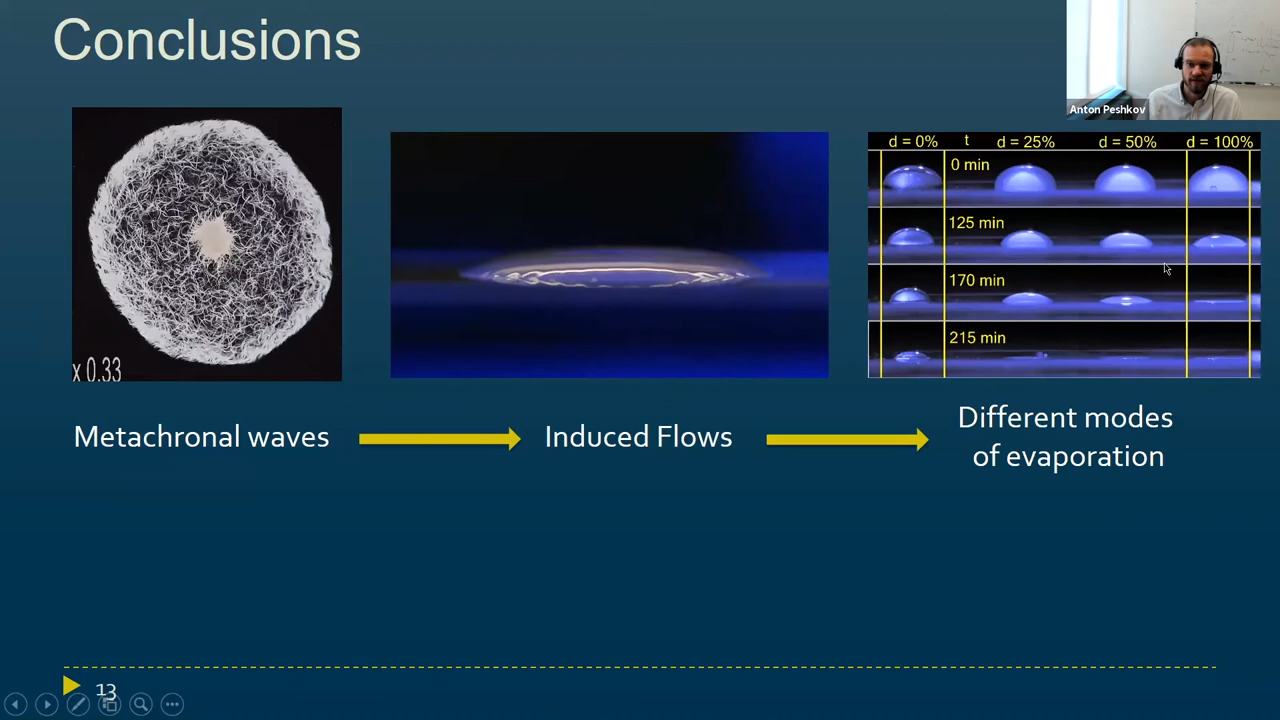 Conclusions
Anton Peshkov
d = 0% t d = 25% d = 50% d = 100%
0 min
125 min
170 min
215 min
x 0.33
Metachronal waves
Induced Flows
Different modes
of evaporation
13